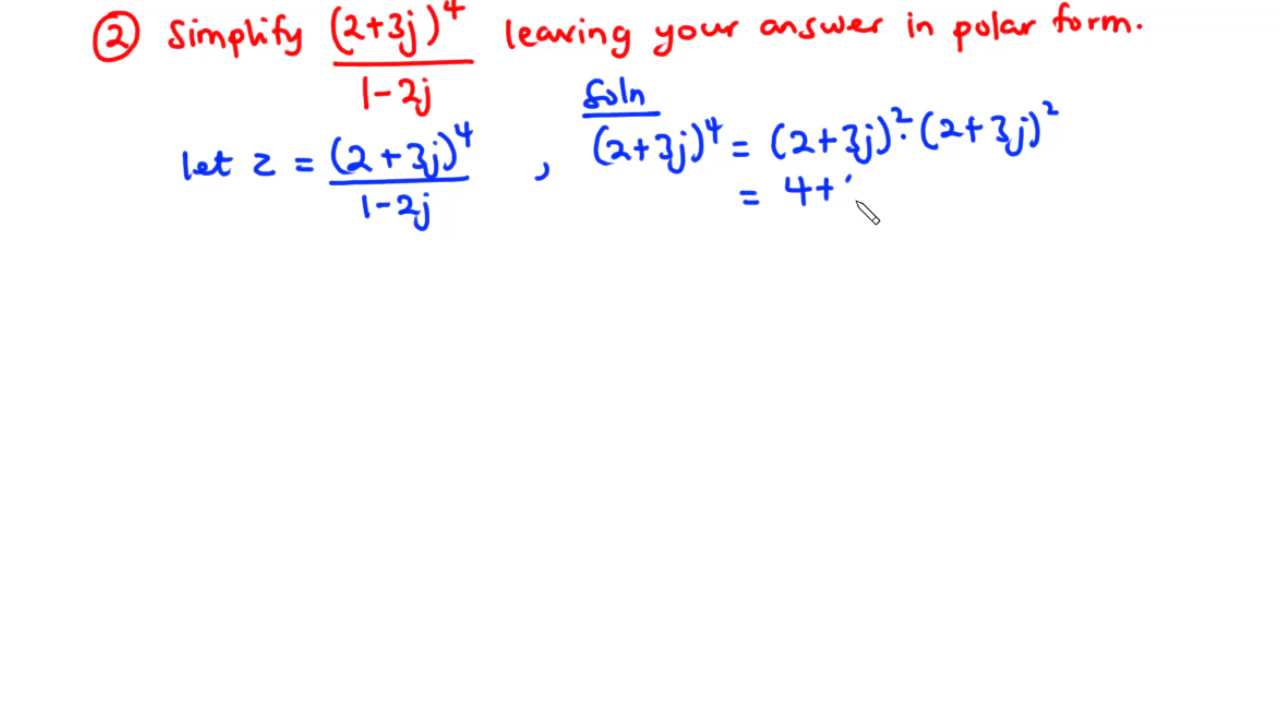 ② Simplify (2+3j)^4 / (1-2j) leaving your answer in polar form.
Soln
let z = (2+3j)^4 / (1-2j) , (2+3j)^4 = (2+3j)^2 · (2+3j)^2
= 4+